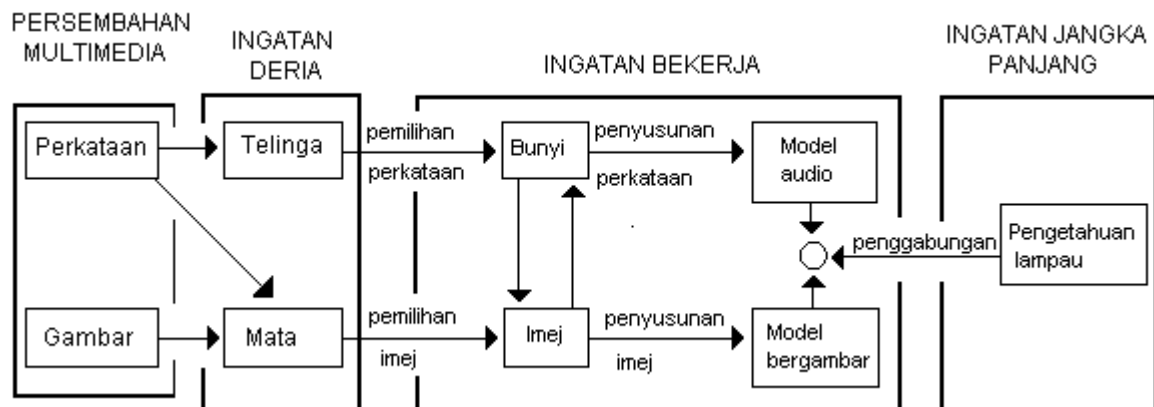 PERSEMBAHAN
MULTIMEDIA
INGATAN
DERIA
INGATAN BEKERJA
INGATAN JANGKA
PANJANG
Perkataan
Telinga
pemilihan
perkataan
Bunyi
penyusunan
perkataan
Model
audio
penggabungan
Pengetahuan
lampau
Gambar
Mata
pemilihan
imej
Imej
penyusunan
imej
Model
bergambar